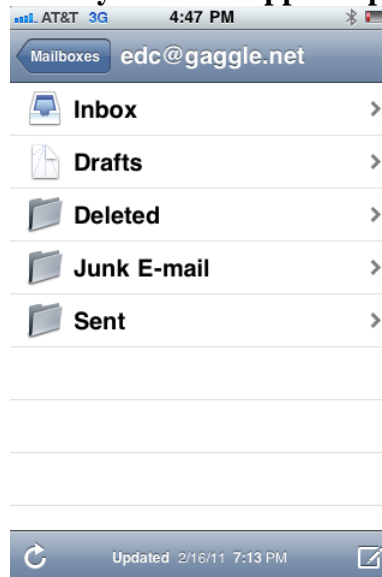 AT&T 3G 4:47 PM
Mailboxes edc@gaggle.net
Inbox
Drafts
Deleted
Junk E-mail
Sent
Updated 2/16/11 7:13 PM